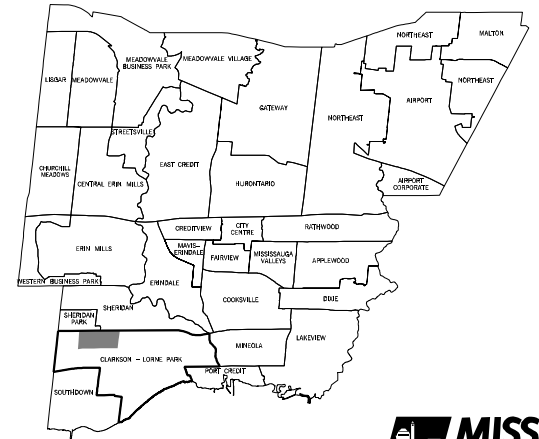 NORTHEAST
MALTON
MEADOWVALE
BUSINESS PARK
MEADOWVALE VILLAGE
LISGAR
MEADOWVALE
NORTHEAST
GATEWAY
AIRPORT
NORTHEAST
STREETSVILLE
EAST CREDIT
CHURCHILL
MEADOWS
CENTRAL ERIN MILLS
HURONTARIO
AIRPORT
CORPORATE
CREDITVIEW
CITY
CENTRE
RATHWOOD
ERIN MILLS
MAVIS-
ERINDALE
FAIRVIEW
MISSISSAUGA
VALLEYS
APPLEWOOD
WESTERN BUSINESS PARK
ERINDALE
COOKSVILLE
DIXIE
SHERIDAN
SHERIDAN
PARK
MINEOLA
LAKEVIEW
CLARKSON - LORNE PARK
PORT CREDIT
SOUTHDOWN
MISS